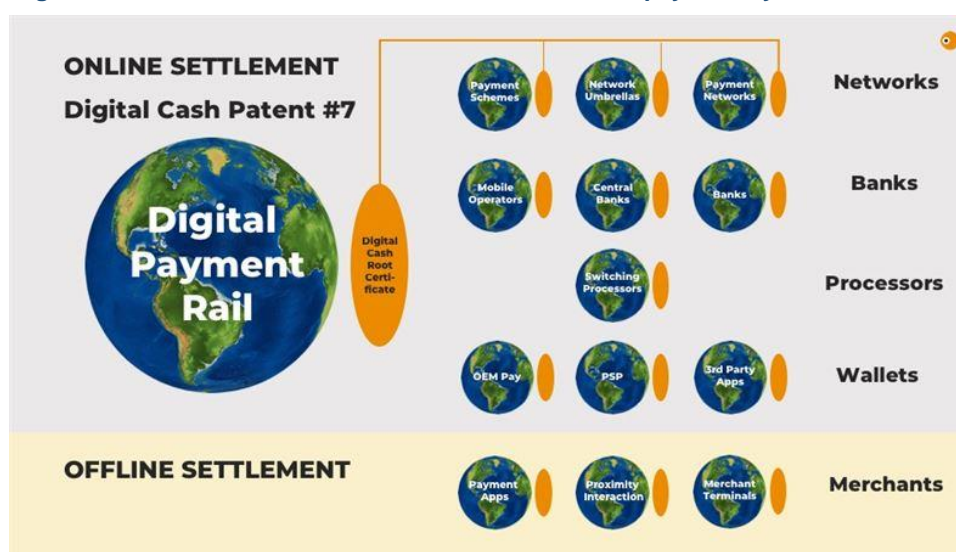 ONLINE SETTLEMENT
Digital Cash Patent #7
Digital
Payment
Rail
Digital
Cash
Root
Certi-
ficate
Payment
Schemes
Network
Umbrellas
Payment
Networks
Networks
Mobile
Operators
Central
Banks
Banks
Banks
Switching
Processors
Processors
OEM Pay
PSP
3rd Party
Apps
Wallets
OFFLINE SETTLEMENT
Payment
Apps
Proximity
Interaction
Merchant
Terminals
Merchants